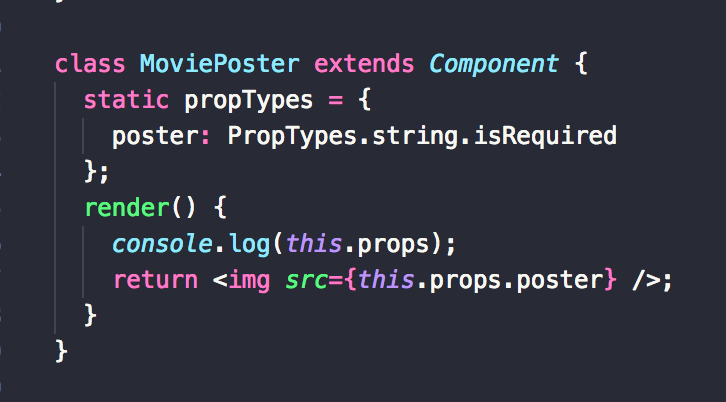 class MoviePoster extends Component {
static propTypes = {
poster: PropTypes.string.isRequired
};
render() {
console.log(this.props);
return <img src={this.props.poster} />;
}
}